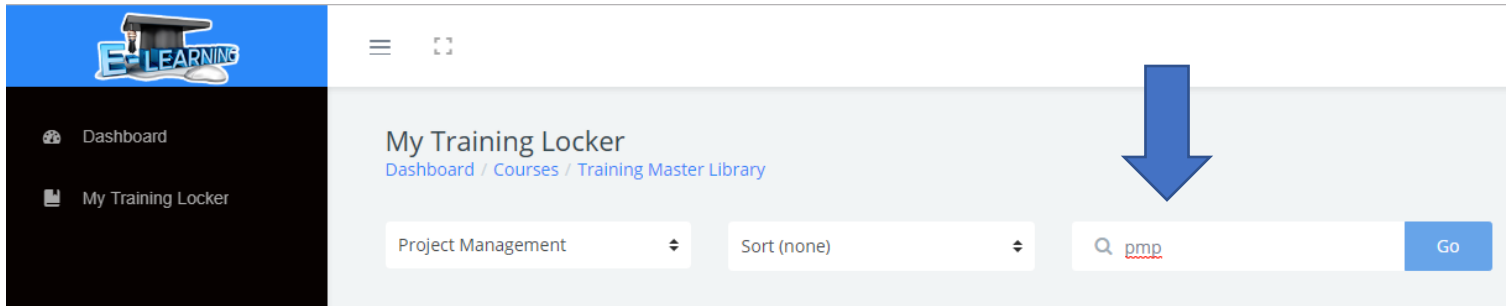 E-LEARNING
Dashboard
My Training Locker
My Training Locker
Dashboard / Courses / Training Master Library
Project Management
Sort (none)
pmp
Go